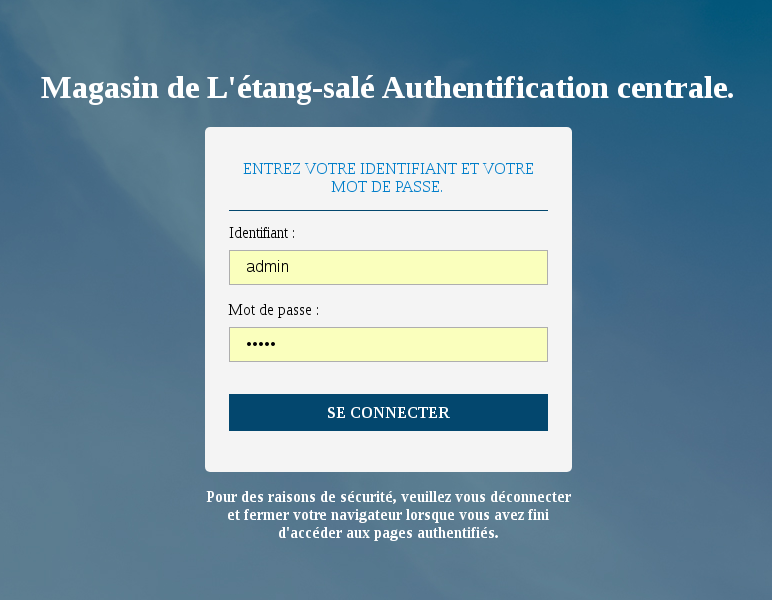 Magasin de L'étang-salé Authentification centrale.
ENTREZ VOTRE IDENTIFIANT ET VOTRE
MOT DE PASSE.
Identifiant :
admin
Mot de passe :
•••••
SE CONNECTER
Pour des raisons de sécurité, veuillez vous déconnecter
et fermer votre navigateur lorsque vous avez fini
d'accéder aux pages authentifiés.